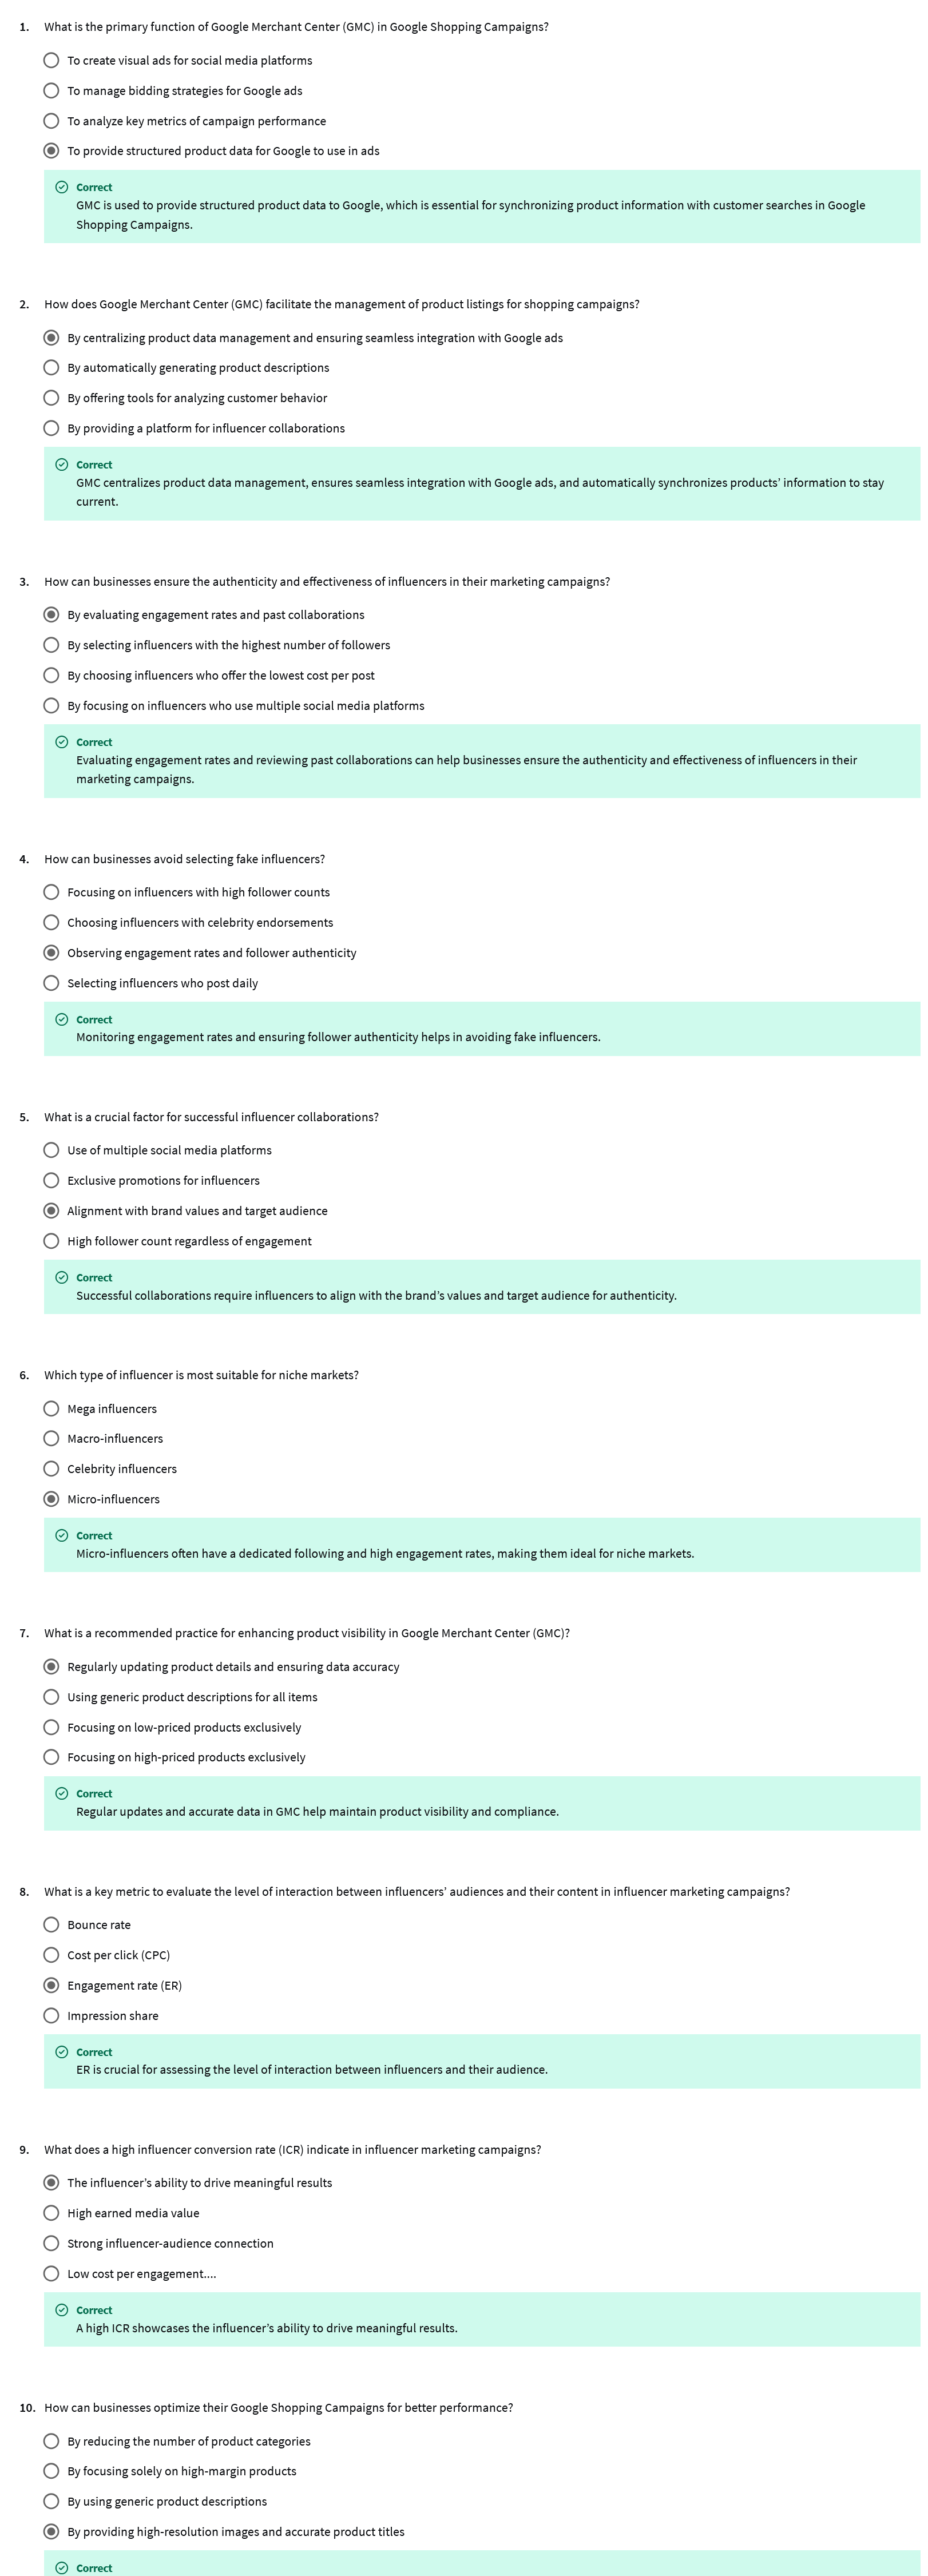 1. What is the primary function of Google Merchant Center (GMC) in Google Shopping Campaigns?
To create visual ads for social media platforms
To manage bidding strategies for Google ads
To analyze key metrics of campaign performance
To provide structured product data for Google to use in ads
Correct
GMC is used to provide structured product data to Google, which is essential for synchronizing product information with customer searches in Google
Shopping Campaigns.
2. How does Google Merchant Center (GMC) facilitate the management of product listings for shopping campaigns?
By centralizing product data management and ensuring seamless integration with Google ads
By automatically generating product descriptions
By offering tools for analyzing customer behavior
By providing a platform for influencer collaborations
Correct
GMC centralizes product data management, ensures seamless integration with Google ads, and automatically synchronizes products’ information to stay
current.
3. How can businesses ensure the authenticity and effectiveness of influencers in their marketing campaigns?
By evaluating engagement rates and past collaborations
By selecting influencers with the highest number of followers
By choosing influencers who offer the lowest cost per post
By focusing on influencers who use multiple social media platforms
Correct
Evaluating engagement rates and reviewing past collaborations can help businesses ensure the authenticity and effectiveness of influencers in their
marketing campaigns.
4. How can businesses avoid selecting fake influencers?
Focusing on influencers with high follower counts
Choosing influencers with celebrity endorsements
Observing engagement rates and follower authenticity
Selecting influencers who post daily
Correct
Monitoring engagement rates and ensuring follower authenticity helps in avoiding fake influencers.
5. What is a crucial factor for successful influencer collaborations?
Use of multiple social media platforms
Exclusive promotions for influencers
Alignment with brand values and target audience
High follower count regardless of engagement
Correct
Successful collaborations require influencers to align with the brand’s values and target audience for authenticity.
6. Which type of influencer is most suitable for niche markets?
Mega influencers
Macro-influencers
Celebrity influencers
Micro-influencers
Correct
Micro-influencers often have a dedicated following and high engagement rates, making them ideal for niche markets.
7. What is a recommended practice for enhancing product visibility in Google Merchant Center (GMC)?
Regularly updating product details and ensuring data accuracy
Using generic product descriptions for all items
Focusing on low-priced products exclusively
Focusing on high-priced products exclusively
Correct
Regular updates and accurate data in GMC help maintain product visibility and compliance.
8. What is a key metric to evaluate the level of interaction between influencers’ audiences and their content in influencer marketing campaigns?
Bounce rate
Cost per click (CPC)
Engagement rate (ER)
Impression share
Correct
ER is crucial for assessing the level of interaction between influencers and their audience.
9. What does a high influencer conversion rate (ICR) indicate in influencer marketing campaigns?
The influencer’s ability to drive meaningful results
High earned media value
Strong influencer-audience connection
Low cost per engagement....
Correct
A high ICR showcases the influencer’s ability to drive meaningful results.
10. How can businesses optimize their Google Shopping Campaigns for better performance?
By reducing the number of product categories
By focusing solely on high-margin products
By using generic product descriptions
By providing high-resolution images and accurate product titles
Correct